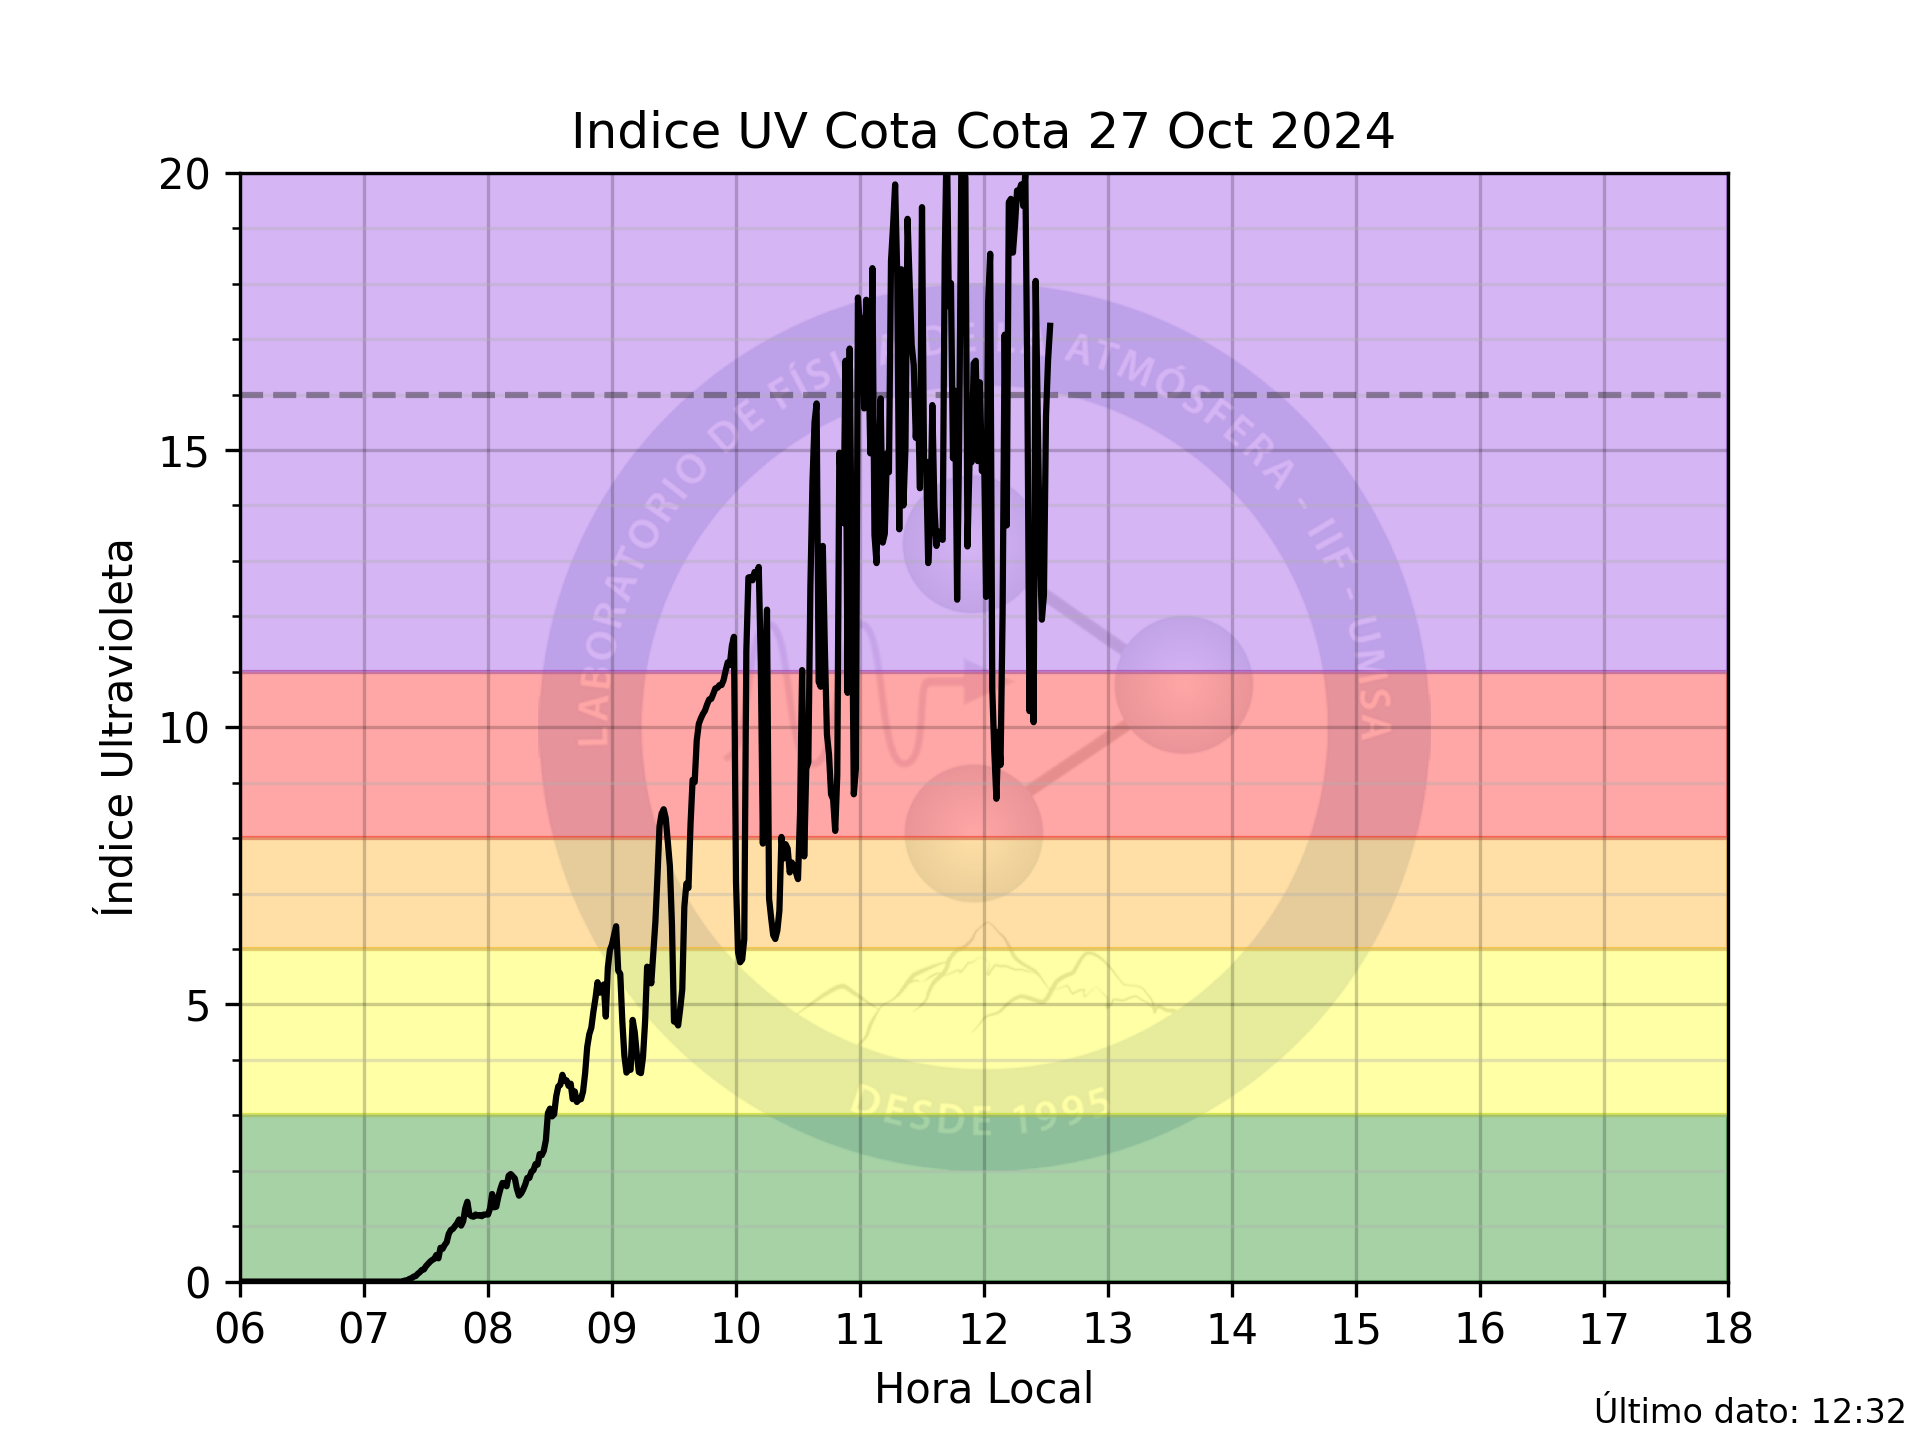 Indice UV Cota Cota 27 Oct 2024
20
15
10
5
0
Índice Ultravioleta
LABORATORIO DE FÍSICA DE LA ATMÓSFERA - IIF - UMSA
DESDE 1995
06 07 08 09 10 11 12 13 14 15 16 17 18
Hora Local
Último dato: 12:32